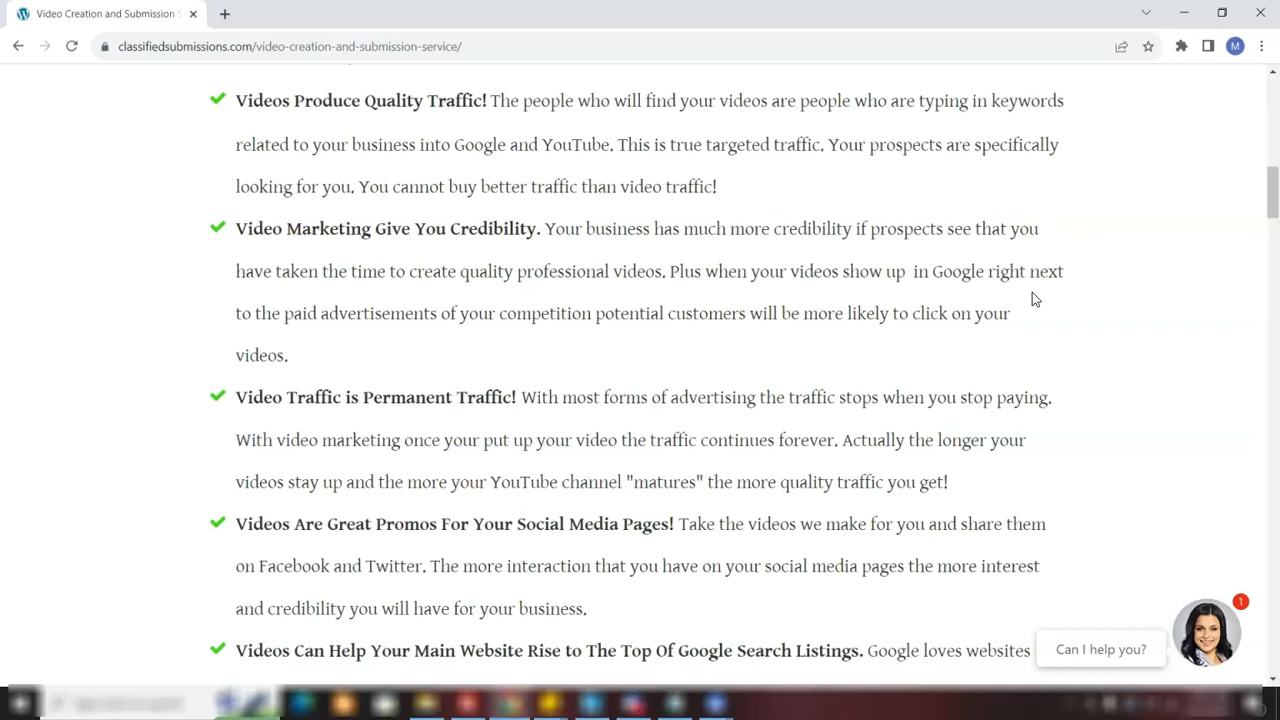 Video Creation and Submission S
classifiedsubmissions.com/video-creation-and-submission-service/
M
Videos Produce Quality Traffic! The people who will find your videos are people who are typing in keywords
related to your business into Google and YouTube. This is true targeted traffic. Your prospects are specifically
looking for you. You cannot buy better traffic than video traffic!
Video Marketing Give You Credibility. Your business has much more credibility if prospects see that you
have taken the time to create quality professional videos. Plus when your videos show up  in Google right next
to the paid advertisements of your competition potential customers will be more likely to click on your
videos.
Video Traffic is Permanent Traffic! With most forms of advertising the traffic stops when you stop paying.
With video marketing once your put up your video the traffic continues forever. Actually the longer your
videos stay up and the more your YouTube channel "matures" the more quality traffic you get!
Videos Are Great Promos For Your Social Media Pages! Take the videos we make for you and share them
on Facebook and Twitter. The more interaction that you have on your social media pages the more interest
and credibility you will have for your business.
1
Can I help you?
Videos Can Help Your Main Website Rise to The Top Of Google Search Listings. Google loves websites